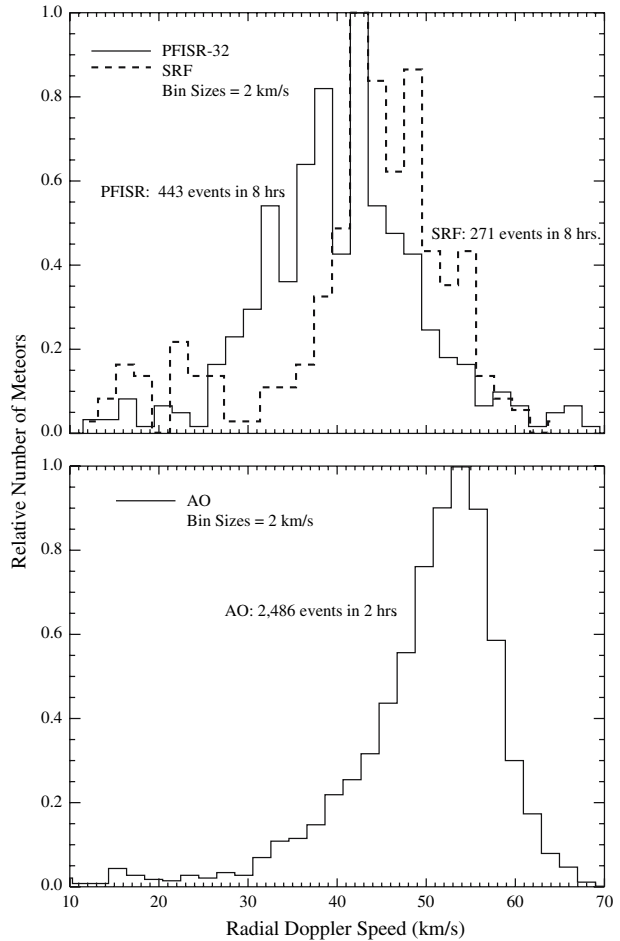 1.0
PFISR-32
SRF
Bin Sizes = 2 km/s
0.8
PFISR: 443 events in 8 hrs
0.6
SRF: 271 events in 8 hrs.
0.4
0.2
0.0
Relative Number of Meteors
1.0
AO
Bin Sizes = 2 km/s
0.8
AO: 2,486 events in 2 hrs
0.6
0.4
0.2
0.0
10 20 30 40 50 60 70
Radial Doppler Speed (km/s)